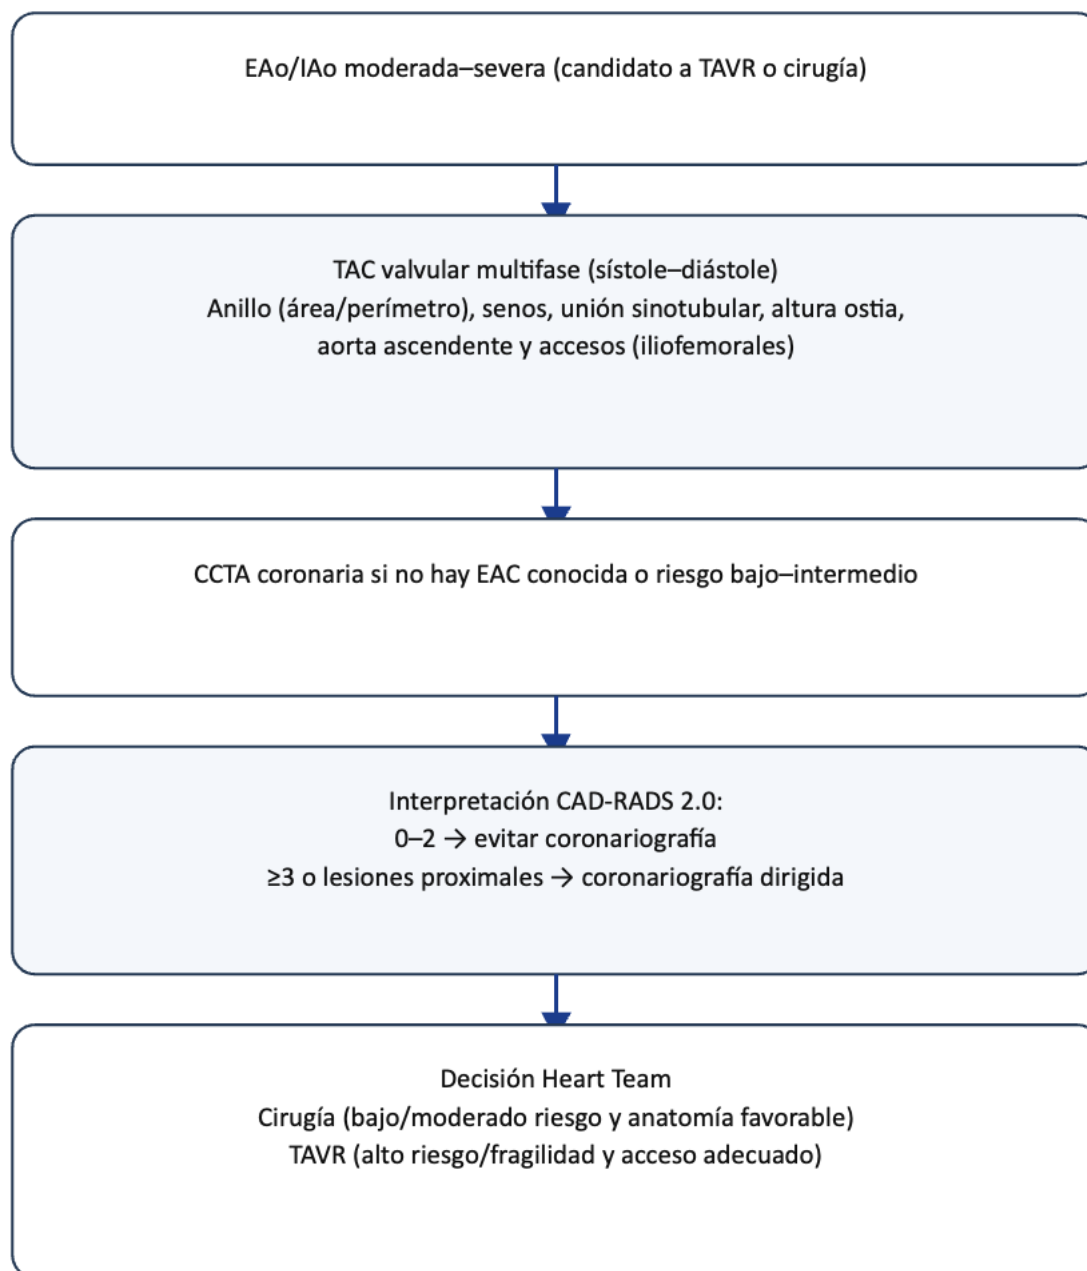 EAo/IAo moderada–severa (candidato a TAVR o cirugía)
TAC valvular multifase (sístole–diástole)
Anillo (área/perímetro), senos, unión sinotubular, altura ostia,
aorta ascendente y accesos (iliofemorales)
CCTA coronaria si no hay EAC conocida o riesgo bajo–intermedio
Interpretación CAD-RADS 2.0:
0–2 → evitar coronariografía
≥3 o lesiones proximales → coronariografía dirigida
Decisión Heart Team
Cirugía (bajo/moderado riesgo y anatomía favorable)
TAVR (alto riesgo/fragilidad y acceso adecuado)